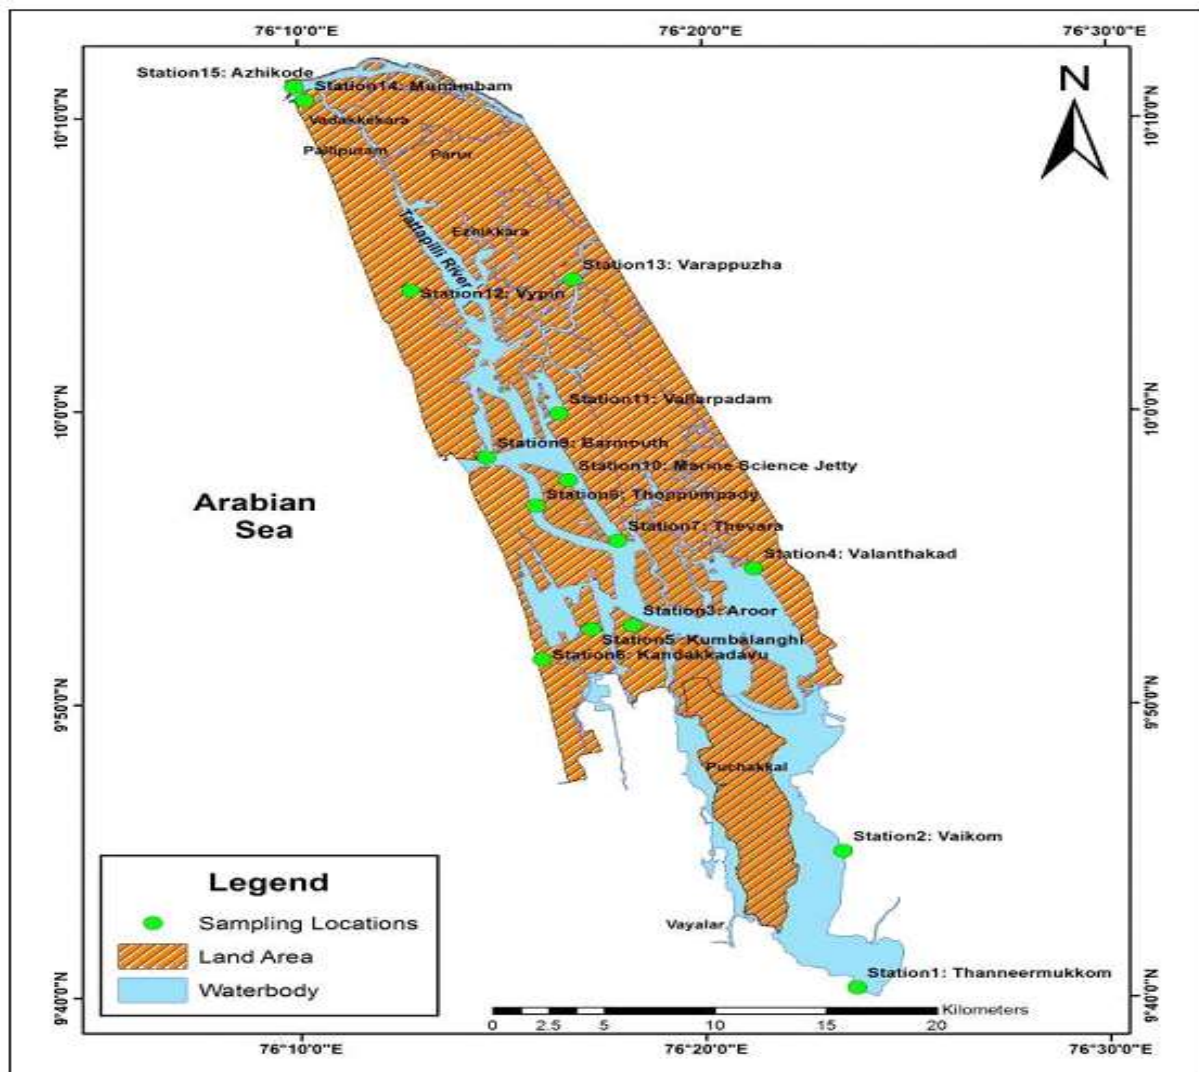 76°10'0"E
76°20'0"E
76°30'0"E
Station15: Azhikode
Station14: Munambam
N
10°10'0"N
10°10'0"N
Vadakkekara
Pallipuram
Parur
Tattapilli River
Ezhikkara
Station13: Varappuzha
Station12: Vypin
10°0'0"N
10°0'0"N
Station11: Vallarpadam
Station9: Barmouth
Station10: Marine Science Jetty
Arabian
Sea
Station8: Thoppumpady
Station7: Thevara
Station4: Valanthakad
Station3: Aroor
Station5: Kumbalanghi
Station6: Kandakkadavu
9°50'0"N
9°50'0"N
Puchakkal
Station2: Vaikom
Legend
Sampling Locations
Land Area
Waterbody
Vayalar
Station1: Thanneermukkom
9°40'0"N
9°40'0"N
Kilometers
0 2.5 5 10 15 20
76°10'0"E
76°20'0"E
76°30'0"E